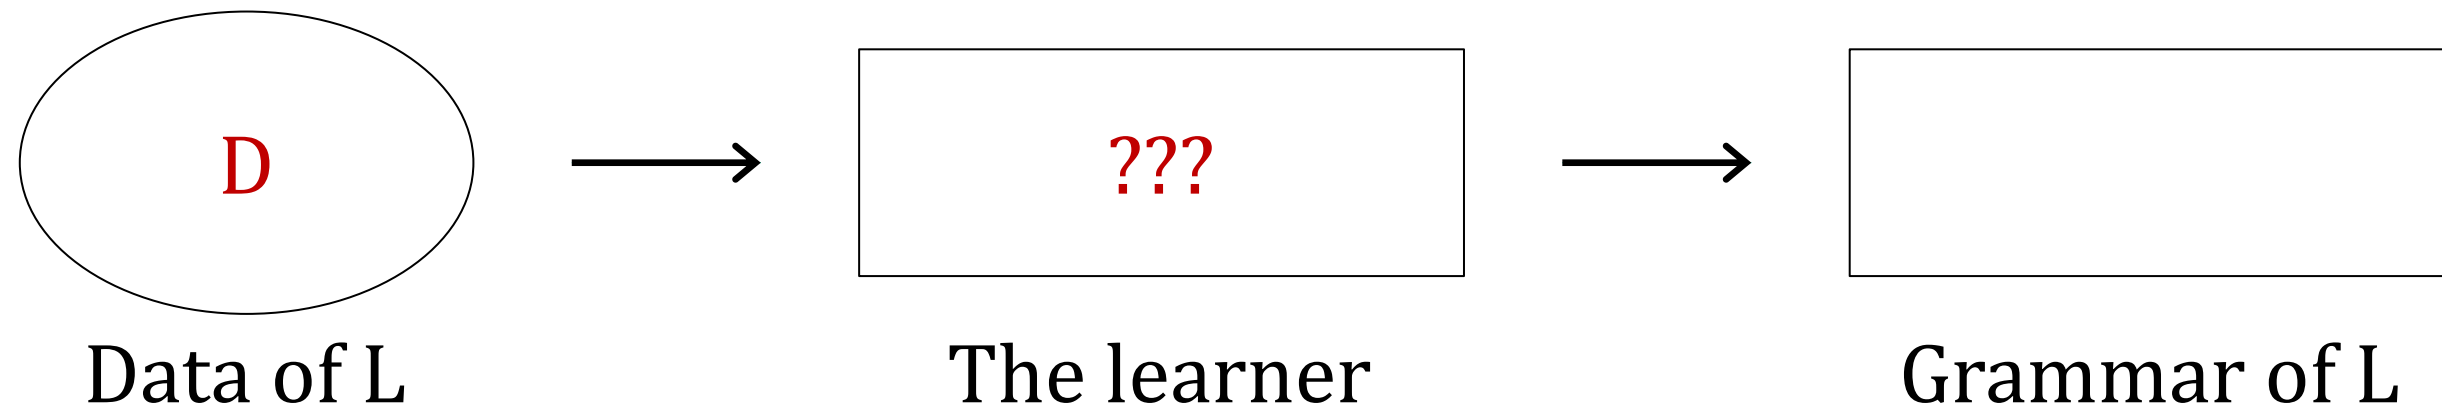 D
???
Data of L
The learner
Grammar of L